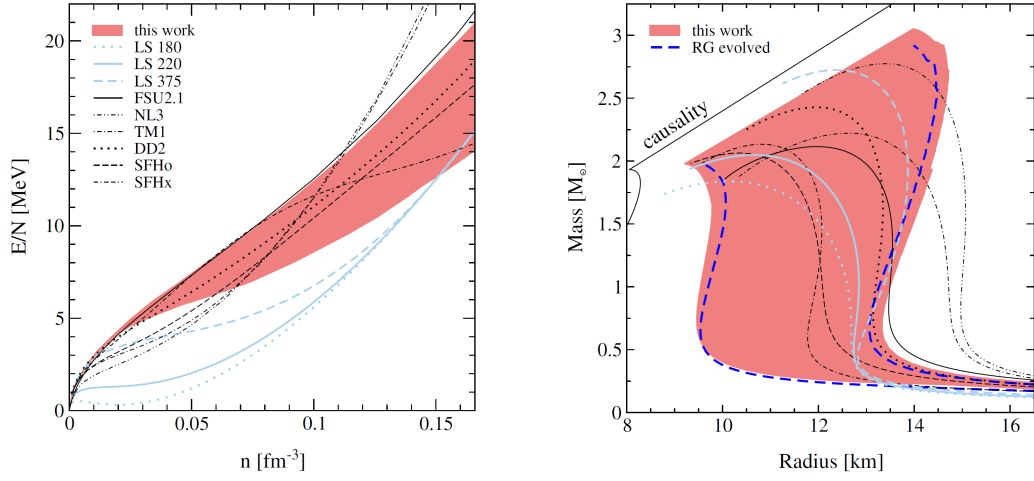 this work
LS 180
LS 220
LS 375
FSU2.1
NL3
TM1
DD2
SFHo
SFHx
20
15
10
5
0
E/N [MeV]
0
0.05
0.1
0.15
n [fm⁻³]
this work
RG evolved
causality
3
2.5
2
1.5
1
0.5
0
Mass [M⊙]
8
10
12
14
16
Radius [km]